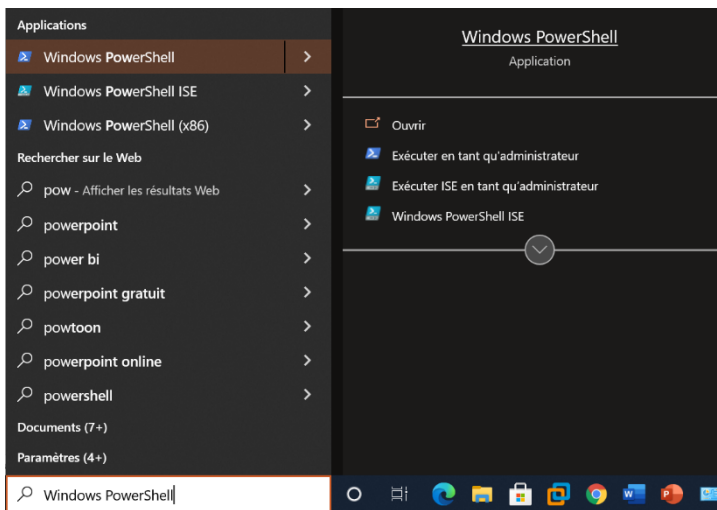 Applications
Windows PowerShell
Windows PowerShell ISE
Windows PowerShell (x86)
Rechercher sur le Web
pow - Afficher les résultats Web
powerpoint
power bi
powerpoint gratuit
powtoon
powerpoint online
powershell
Documents (7+)
Paramètres (4+)
Windows PowerShell
Windows PowerShell
Application
Ouvrir
Exécuter en tant qu'administrateur
Exécuter ISE en tant qu'administrateur
Windows PowerShell ISE